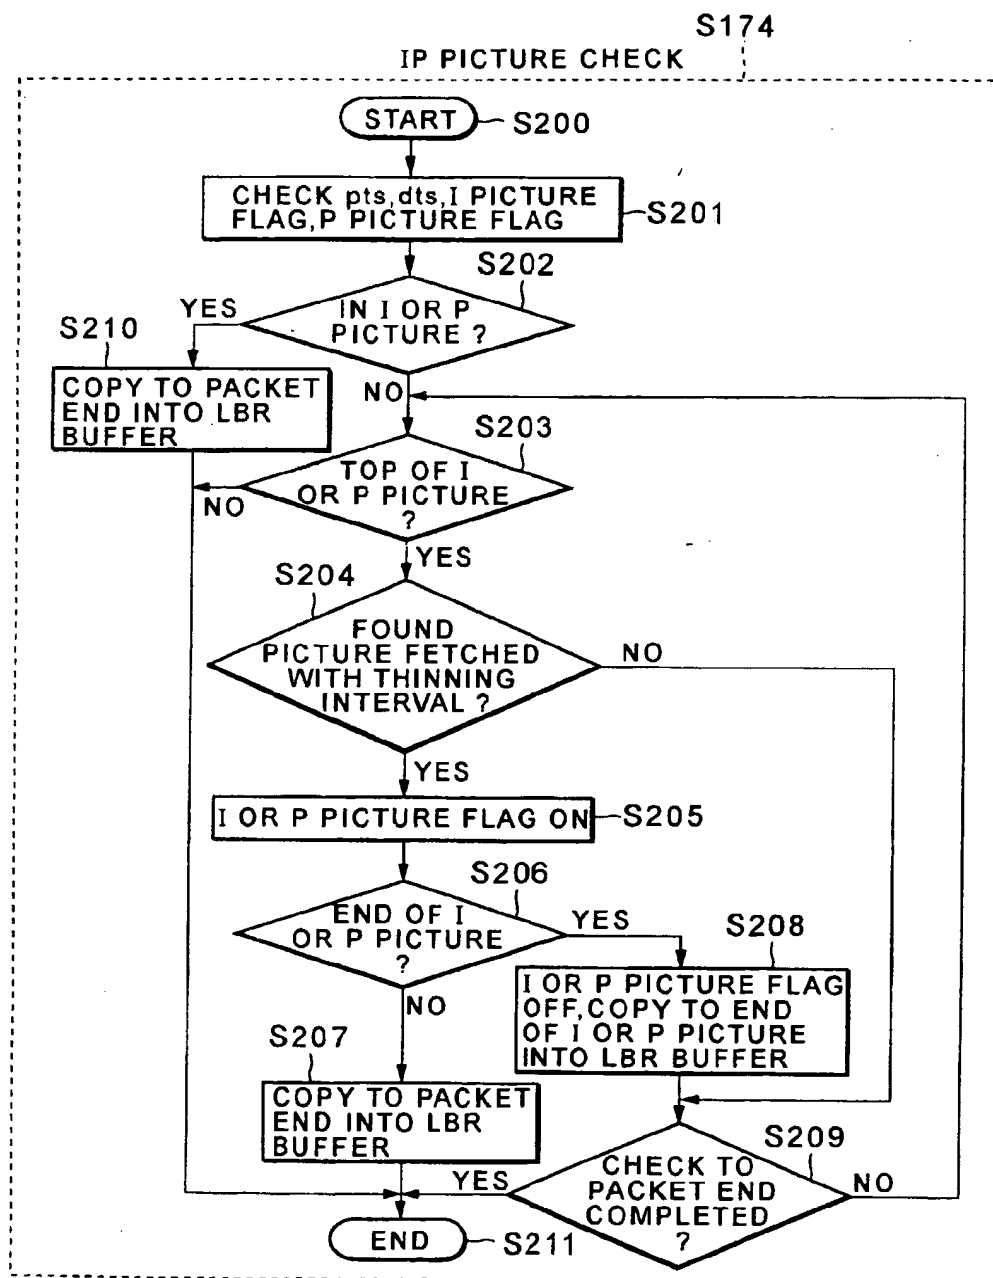 S174
IP PICTURE CHECK
START
S200
CHECK pts,dts,I PICTURE
FLAG,P PICTURE FLAG
S201
S202
IN I OR P
PICTURE ?
YES
S210
COPY TO PACKET
END INTO LBR
BUFFER
NO
S203
TOP OF I
OR P PICTURE
?
NO
YES
S204
FOUND
PICTURE FETCHED
WITH THINNING
INTERVAL ?
NO
YES
I OR P PICTURE FLAG ON
S205
S206
END OF I
OR P PICTURE
?
YES
S208
I OR P PICTURE FLAG
OFF,COPY TO END
OF I OR P PICTURE
INTO LBR BUFFER
NO
S207
COPY TO PACKET
END INTO LBR
BUFFER
S209
CHECK TO
PACKET END
COMPLETED
?
YES
NO
END
S211